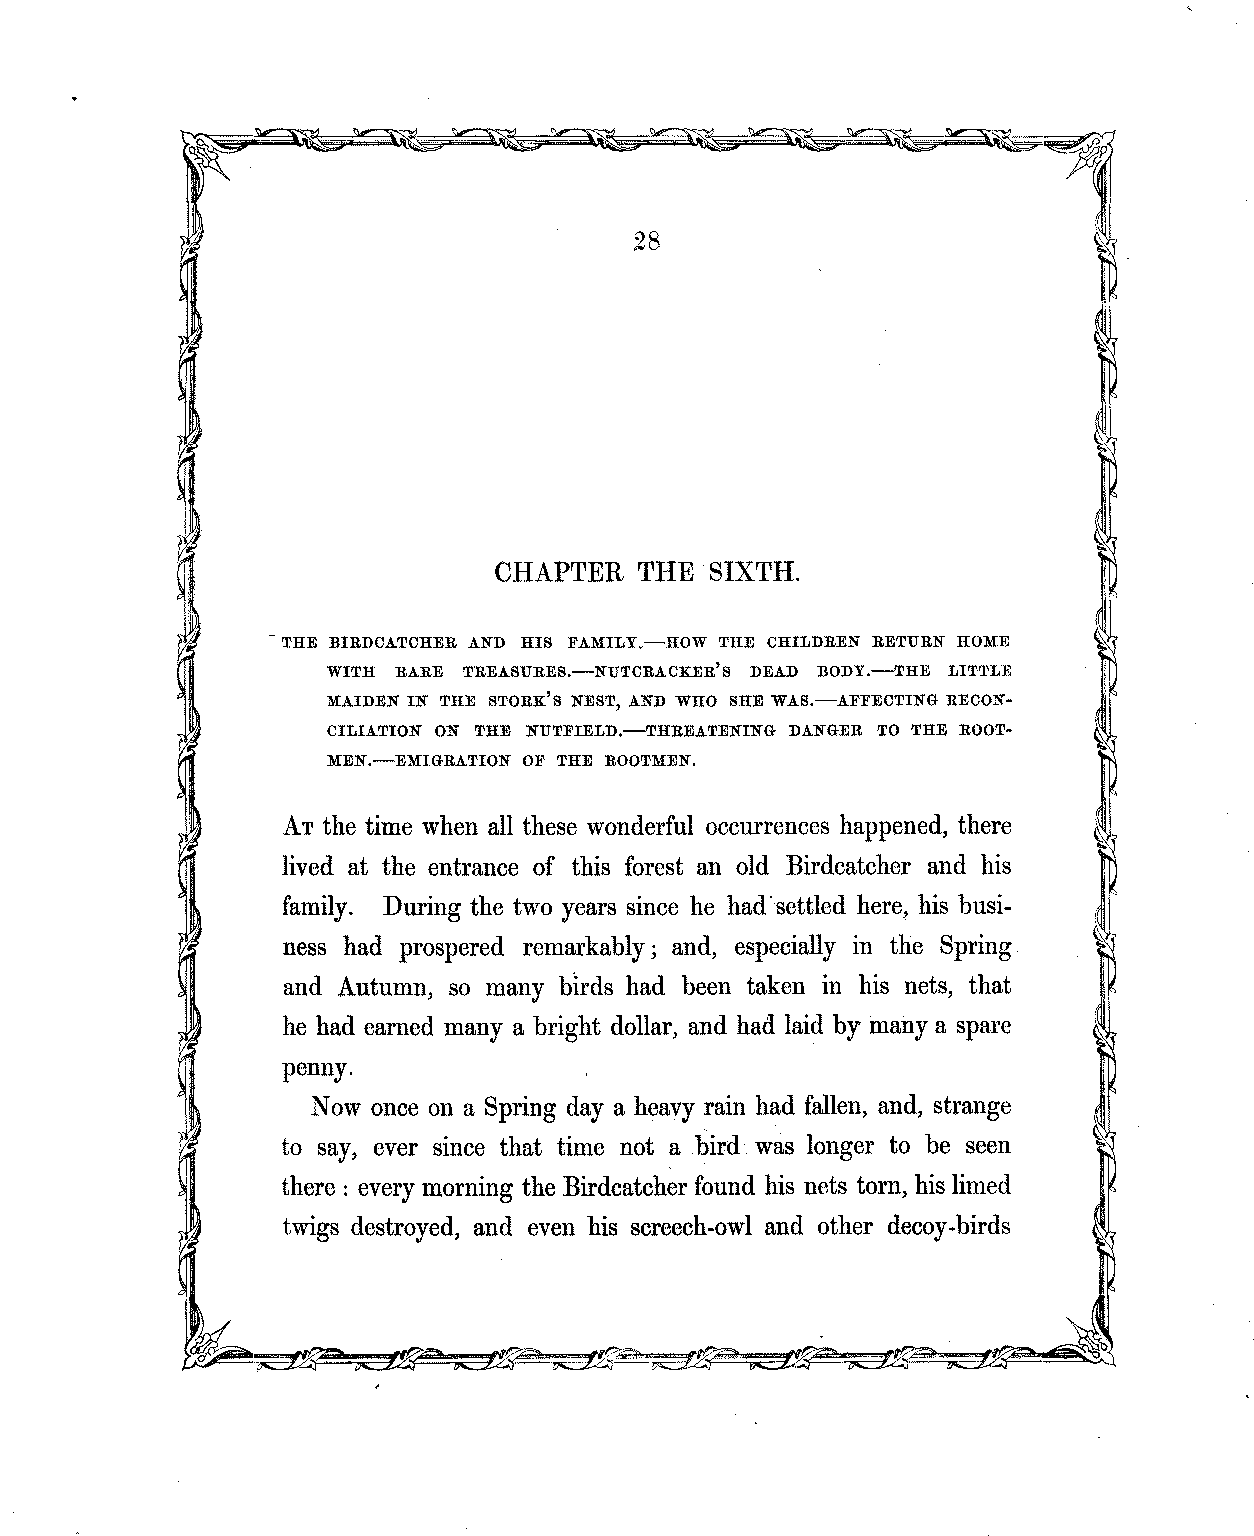 28
CHAPTER THE SIXTH.
THE BIRDCATCHER AND HIS FAMILY.—HOW THE CHILDREN RETURN HOME
WITH RARE TREASURES.—NUTCRACKER'S DEAD BODY.—THE LITTLE
MAIDEN IN THE STORK'S NEST, AND WHO SHE WAS.—AFFECTING RECON-
CILIATION ON THE NUTFIELD.—THREATENING DANGER TO THE ROOT-
MEN.—EMIGRATION OF THE ROOTMEN.
AT the time when all these wonderful occurrences happened, there
lived at the entrance of this forest an old Birdcatcher and his
family. During the two years since he had settled here, his busi-
ness had prospered remarkably; and, especially in the Spring
and Autumn, so many birds had been taken in his nets, that
he had earned many a bright dollar, and had laid by many a spare
penny.
Now once on a Spring day a heavy rain had fallen, and, strange
to say, ever since that time not a bird was longer to be seen
there : every morning the Birdcatcher found his nets torn, his limed
twigs destroyed, and even his screech-owl and other decoy-birds